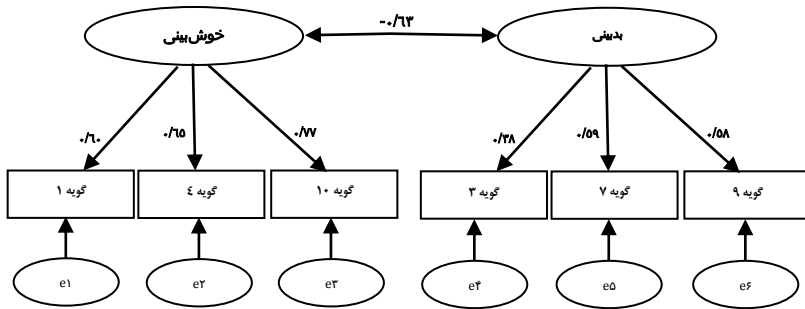 خوش‌بینی
-۰/۶۳
بدبینی
۰/۶۰
۰/۶۵
۰/۷۷
۰/۳۸
۰/۵۹
۰/۵۸
گویه ۱
گویه ٤
گویه ۱۰
گویه ۳
گویه ۷
گویه ۹
e۱
e۲
e۳
e۴
e۵
e۶